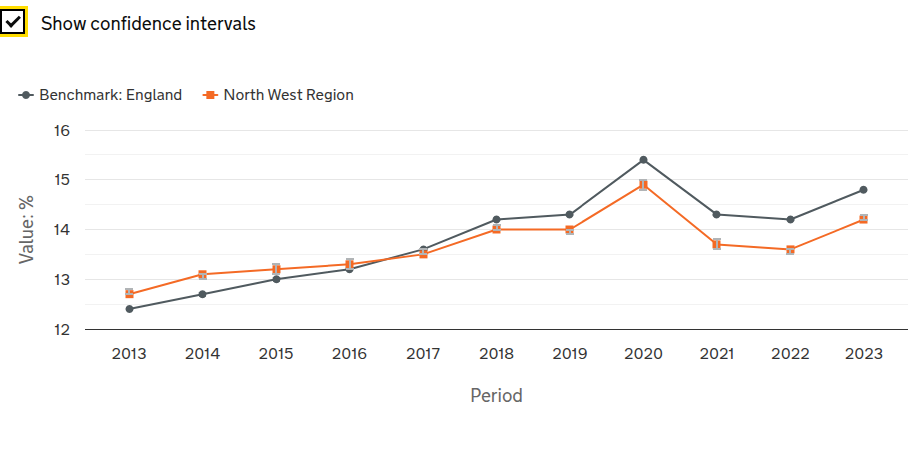 Show confidence intervals
Benchmark: England North West Region
16
15
14
13
12
Value: %
2013 2014 2015 2016 2017 2018 2019 2020 2021 2022 2023
Period